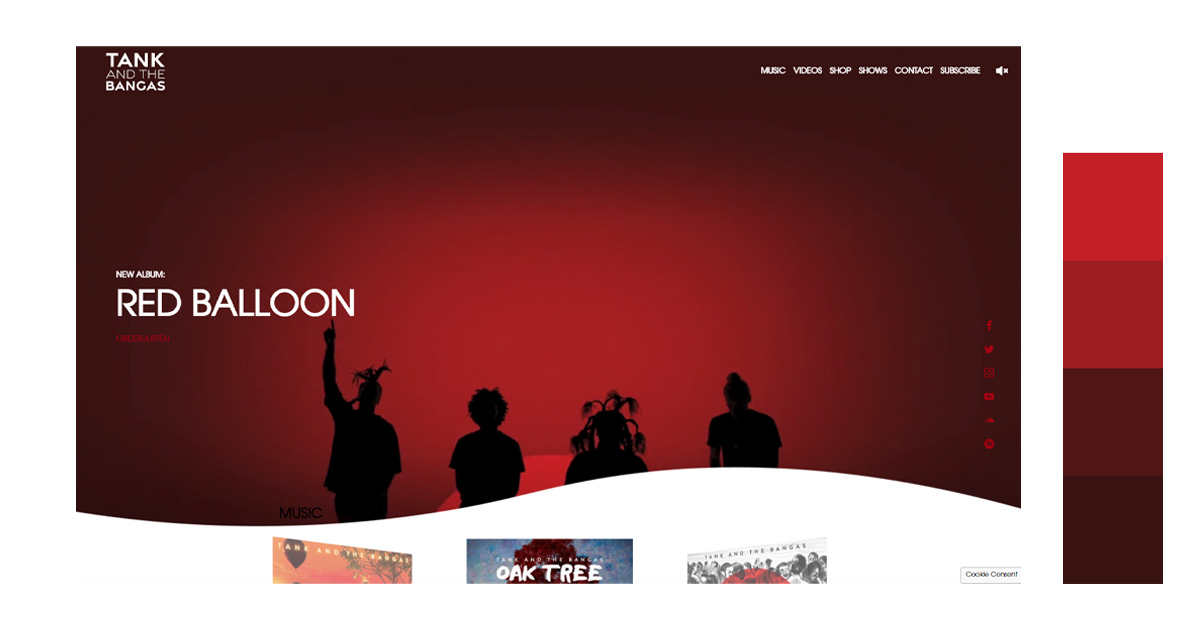 TANK
AND THE
BANGAS
MUSIC VIDEOS SHOP SHOWS CONTACT SUBSCRIBE
NEW ALBUM:
RED BALLOON
ORDER/LISTEN
MUSIC
TANK AND THE BANGAS
TANK AND THE BANGAS
OAK TREE
TANK AND THE BANGAS
Cookie Consent